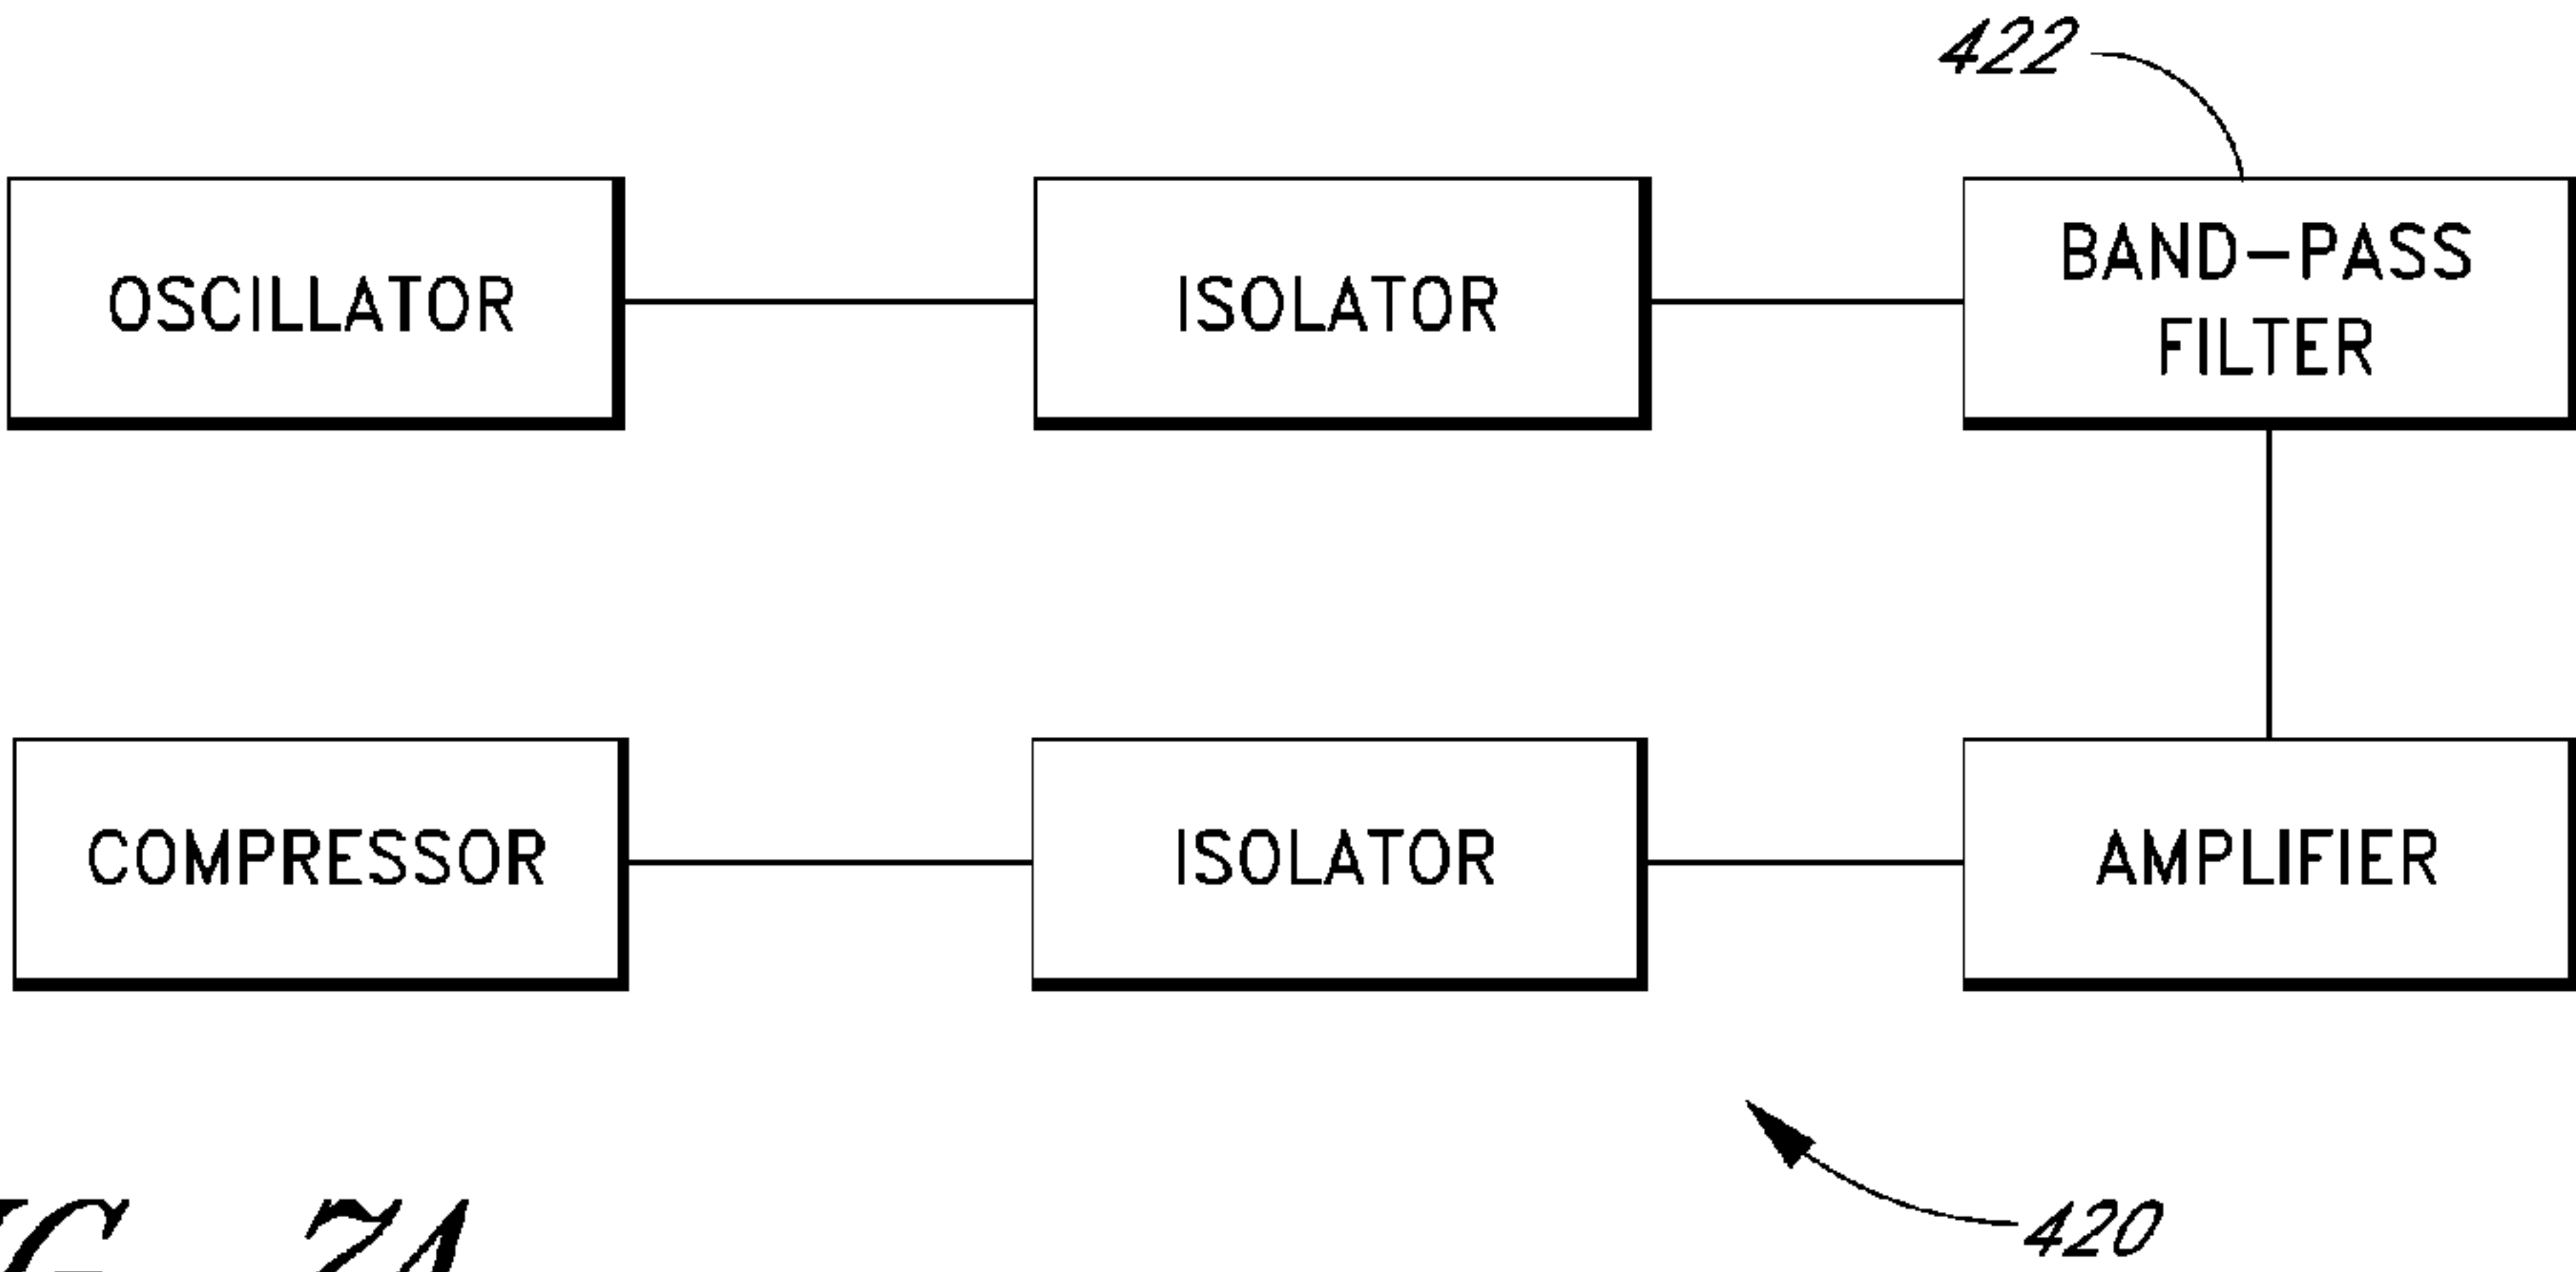 422
OSCILLATOR
ISOLATOR
BAND-PASS
FILTER
COMPRESSOR
ISOLATOR
AMPLIFIER
420